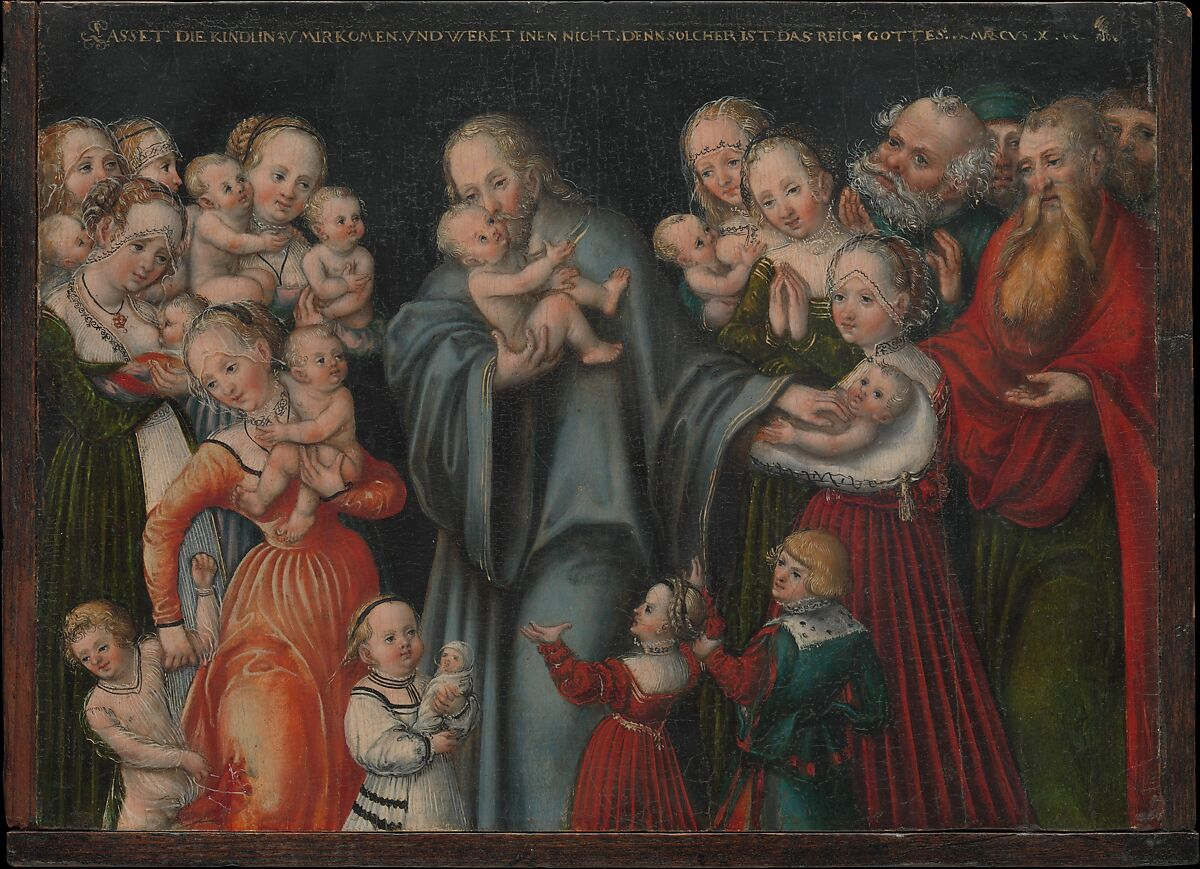 LASSET DIE KINDLIN ZV MIR KOMEN. VND WERET INEN NICHT. DENN SOLCHER IST DAS REICH GOTTES. MARCVS. X.